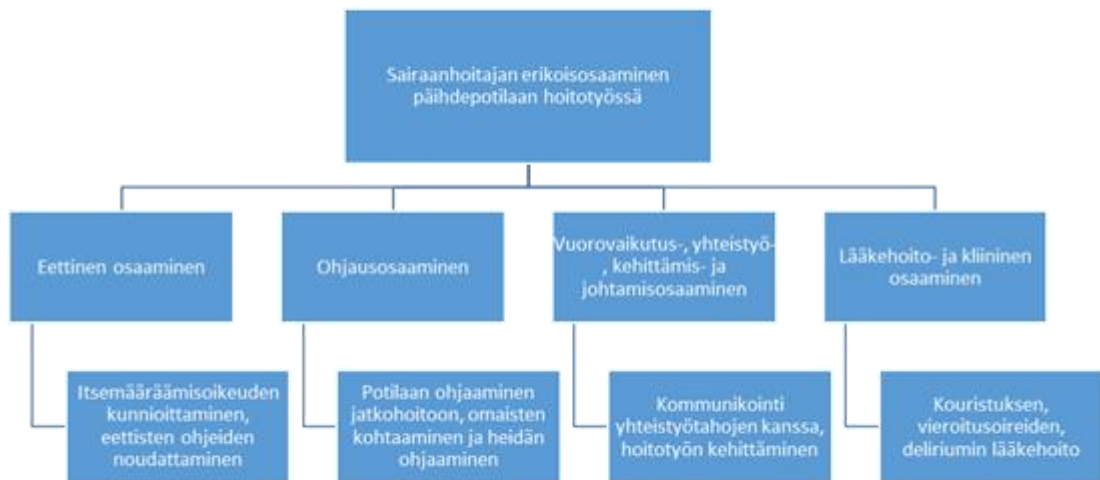 Sairaanhoitajan erikoisosaaminen
päihdepotilaan hoitotyössä
Eettinen osaaminen
Ohjausosaaminen
Vuorovaikutus-, yhteistyö-
, kehittämis- ja
johtamisosaaminen
Lääkehoito- ja kliininen
osaaminen
Itsemääräämisoikeuden
kunnioittaminen,
eettisten ohjeiden
noudattaminen
Potilaan ohjaaminen
jatkohoitoon, omaisten
kohtaaminen ja heidän
ohjaaminen
Kommunikointi
yhteistyötahojen kanssa,
hoitotyön kehittäminen
Kouristuksen,
vieroitusoireiden,
deliriumin lääkehoito